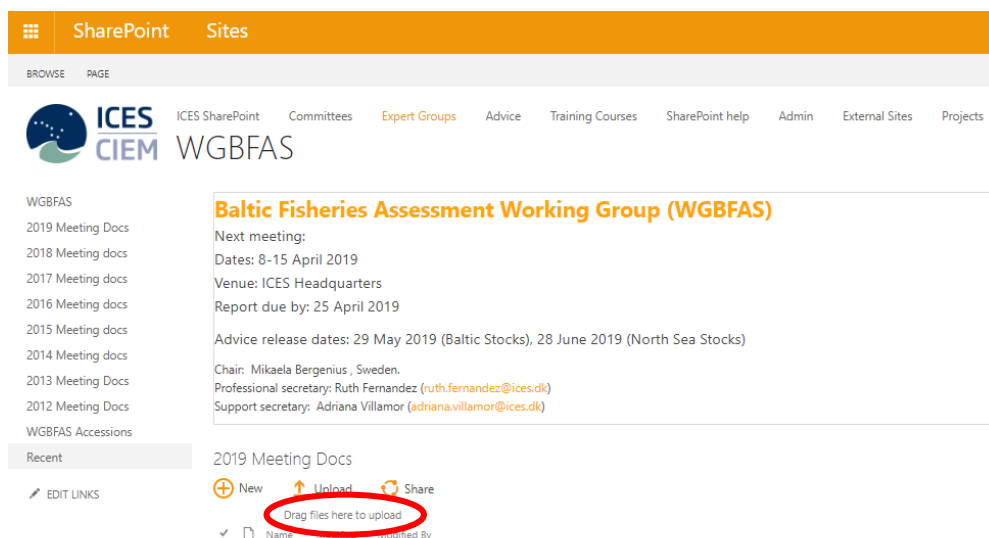 SharePoint Sites
BROWSE PAGE
ICES
CIEM
ICES SharePoint Committees Expert Groups Advice Training Courses SharePoint help Admin External Sites Projects
WGBFAS
WGBFAS
2019 Meeting Docs
2018 Meeting docs
2017 Meeting docs
2016 Meeting docs
2015 Meeting docs
2014 Meeting docs
2013 Meeting Docs
2012 Meeting Docs
WGBFAS Accessions
Recent
EDIT LINKS
Baltic Fisheries Assessment Working Group (WGBFAS)
Next meeting:
Dates: 8-15 April 2019
Venue: ICES Headquarters
Report due by: 25 April 2019
Advice release dates: 29 May 2019 (Baltic Stocks), 28 June 2019 (North Sea Stocks)
Chair: Mikaela Bergenius , Sweden.
Professional secretary: Ruth Fernandez (ruth.fernandez@ices.dk)
Support secretary: Adriana Villamor (adriana.villamor@ices.dk)
2019 Meeting Docs
New Upload Share
Drag files here to upload
Name Modified By